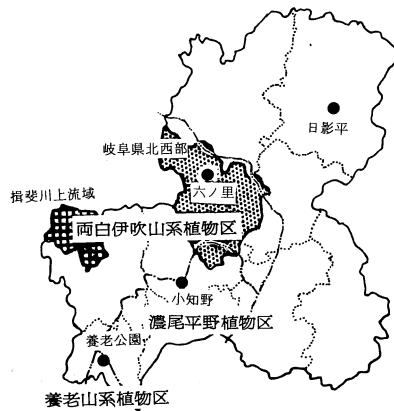 日影平
岐阜県北西部
六ノ里
揖斐川上流域
両白伊吹山系植物区
小知野
濃尾平野植物区
養老公園
養老山系植物区